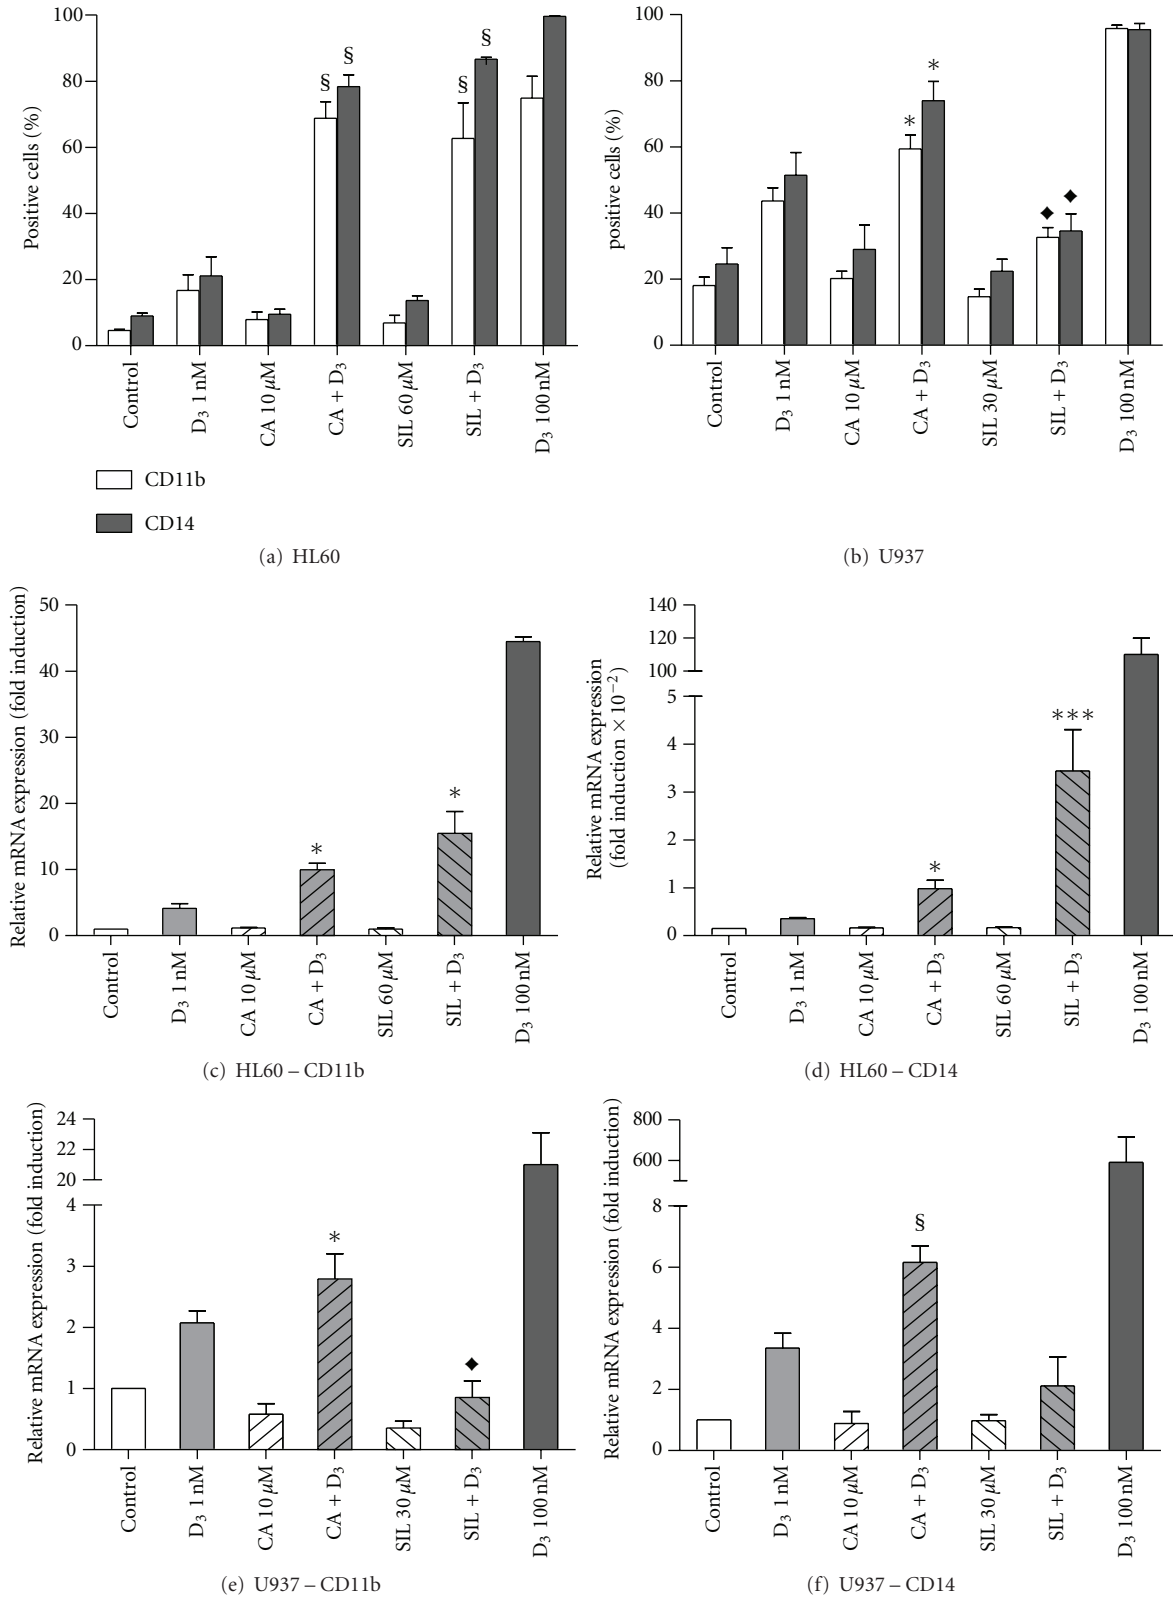 Positive cells (%)
100
80
60
40
20
0
§ § § §
Control
D3 1 nM
CA 10 µM
CA + D3
SIL 60 µM
SIL + D3
D3 100 nM
CD11b
CD14
(a) HL60
positive cells (%)
100
80
60
40
20
0
* * ◆ ◆
Control
D3 1 nM
CA 10 µM
CA + D3
SIL 30 µM
SIL + D3
D3 100 nM
(b) U937
Relative mRNA expression (fold induction)
50
40
30
20
10
0
* *
Control
D3 1 nM
CA 10 µM
CA + D3
SIL 60 µM
SIL + D3
D3 100 nM
(c) HL60 – CD11b
Relative mRNA expression
(fold induction × 10−2)
140
120
100
5
4
3
2
1
0
* ***
Control
D3 1 nM
CA 10 µM
CA + D3
SIL 60 µM
SIL + D3
D3 100 nM
(d) HL60 – CD14
Relative mRNA expression (fold induction)
24
22
20
4
3
2
1
0
* ◆
Control
D3 1 nM
CA 10 µM
CA + D3
SIL 30 µM
SIL + D3
D3 100 nM
(e) U937 – CD11b
Relative mRNA expression (fold induction)
800
600
8
6
4
2
0
§
Control
D3 1 nM
CA 10 µM
CA + D3
SIL 30 µM
SIL + D3
D3 100 nM
(f) U937 – CD14